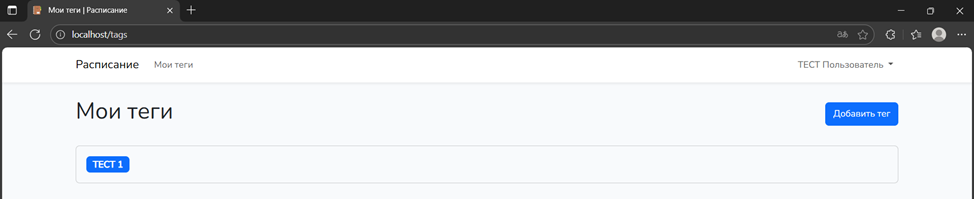 Мои теги | Расписание
localhost/tags
Расписание Мои теги ТЕСТ Пользователь
Мои теги
Добавить тег
ТЕСТ 1